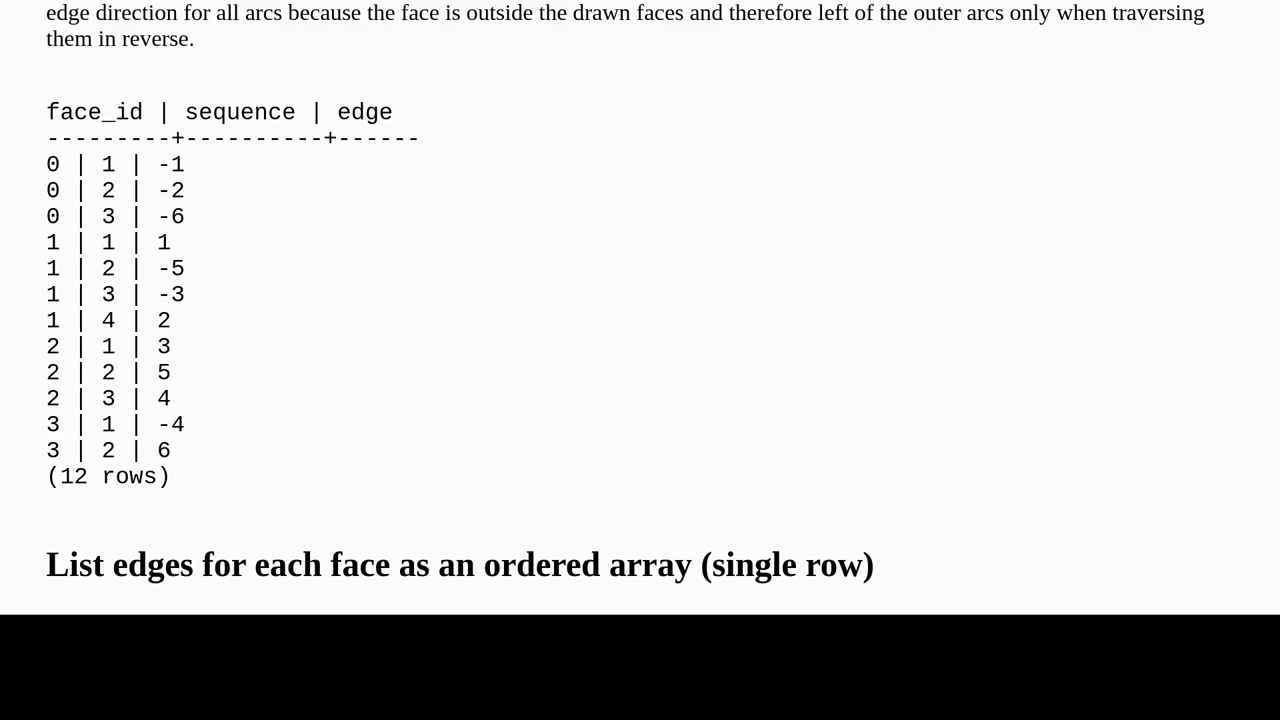 edge direction for all arcs because the face is outside the drawn faces and therefore left of the outer arcs only when traversing
them in reverse.
face_id | sequence | edge
---------+----------+------
0 | 1 | -1
0 | 2 | -2
0 | 3 | -6
1 | 1 | 1
1 | 2 | -5
1 | 3 | -3
1 | 4 | 2
2 | 1 | 3
2 | 2 | 5
2 | 3 | 4
3 | 1 | -4
3 | 2 | 6
(12 rows)
List edges for each face as an ordered array (single row)